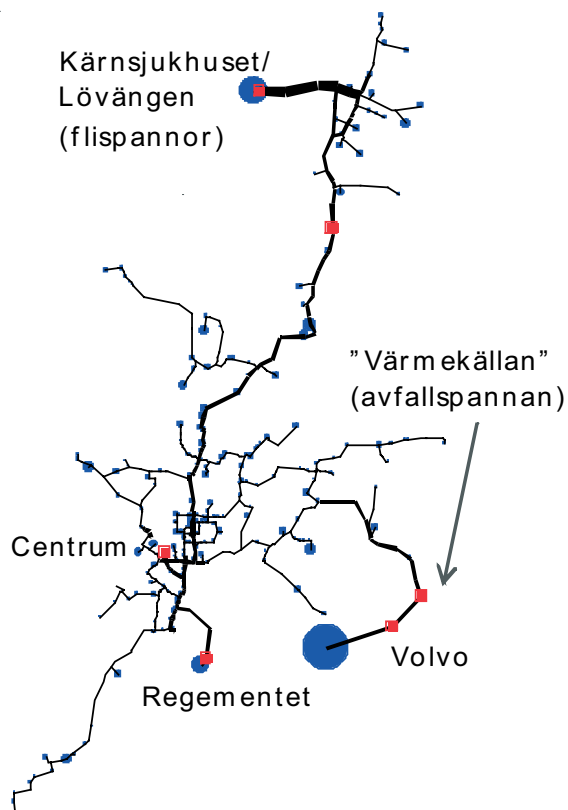 Kärnsjukhuset/
Lövängen
(flispannor)
”Värmekällan”
(avfallspannan)
Centrum
Volvo
Regementet